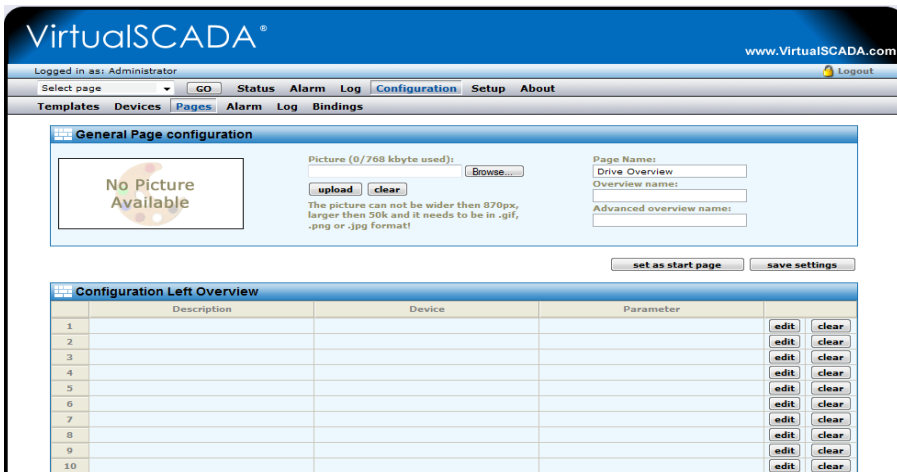 VirtualSCADA®
www.VirtualSCADA.com
Logged in as: Administrator
Logout
Select page GO Status Alarm Log Configuration Setup About
Templates Devices Pages Alarm Log Bindings
General Page configuration
No Picture
Available
Picture (0/768 kbyte used):
Browse...
upload clear
The picture can not be wider then 870px,
larger then 50k and it needs to be in .gif,
.png or .jpg format!
Page Name:
Drive Overview
Overview name:
Advanced overview name:
set as start page save settings
Configuration Left Overview
Description Device Parameter
1 edit clear
2 edit clear
3 edit clear
4 edit clear
5 edit clear
6 edit clear
7 edit clear
8 edit clear
9 edit clear
10 edit clear